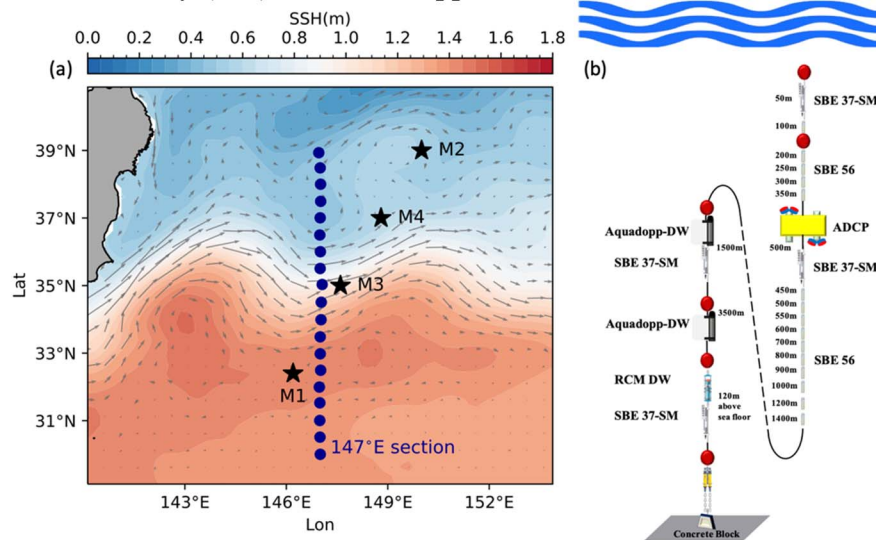 SSH(m)
0.0 0.2 0.4 0.6 0.8 1.0 1.2 1.4 1.6 1.8
(a)
39°N
37°N
35°N
33°N
31°N
Lat
M2
M4
M3
M1
147°E section
143°E 146°E 149°E 152°E
Lon
(b)
50m
SBE 37-SM
100m
200m
250m
300m
350m
SBE 56
ADCP
500m
SBE 37-SM
450m
500m
550m
600m
700m
800m
900m
1000m
1200m
1400m
SBE 56
Aquadopp-DW
1500m
SBE 37-SM
Aquadopp-DW
3500m
RCM DW
120m
above
sea floor
SBE 37-SM
Concrete Block